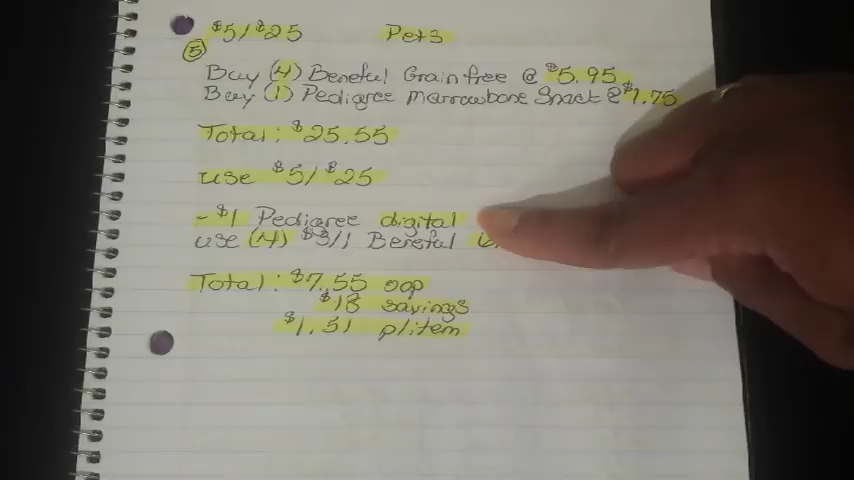 $5/$25 Pets
5
Buy (4) Beneful Grain free @ $5.95
Buy (1) Pedigree Marrowbone Snack @ $1.75
Total: $25.55
use $5/$25
- $1 Pedigree digital
use (4) $3/1 Beneful
Total: $7.55 oop
$18 savings
$1.51 p/item